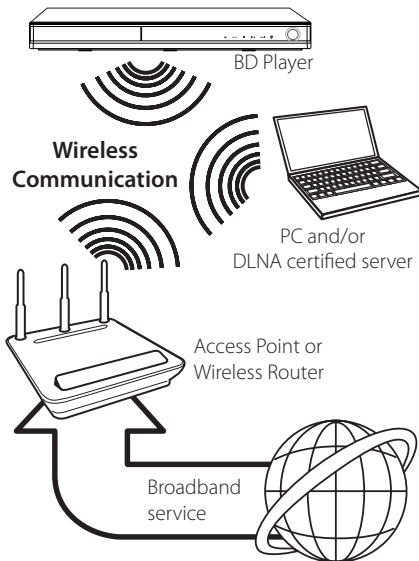 BD Player
Wireless
Communication
PC and/or
DLNA certified server
Access Point or
Wireless Router
Broadband
service